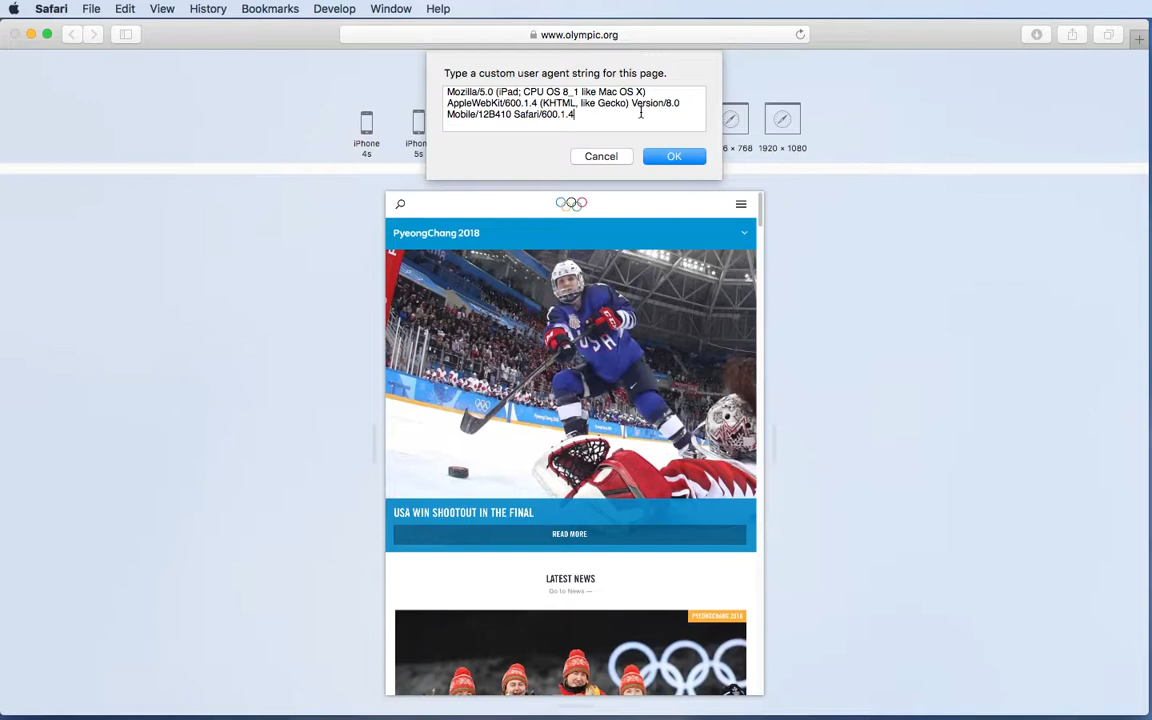 Safari File Edit View History Bookmarks Develop Window Help
www.olympic.org
Type a custom user agent string for this page.
Mozilla/5.0 (iPad; CPU OS 8_1 like Mac OS X)
AppleWebKit/600.1.4 (KHTML, like Gecko) Version/8.0
Mobile/12B410 Safari/600.1.4
Cancel OK
iPhone
4s
5s
× 768
1920 × 1080
PyeongChang 2018
USA
USA WIN SHOOTOUT IN THE FINAL
READ MORE
LATEST NEWS
Go to News —
PYEONGCHANG 2018